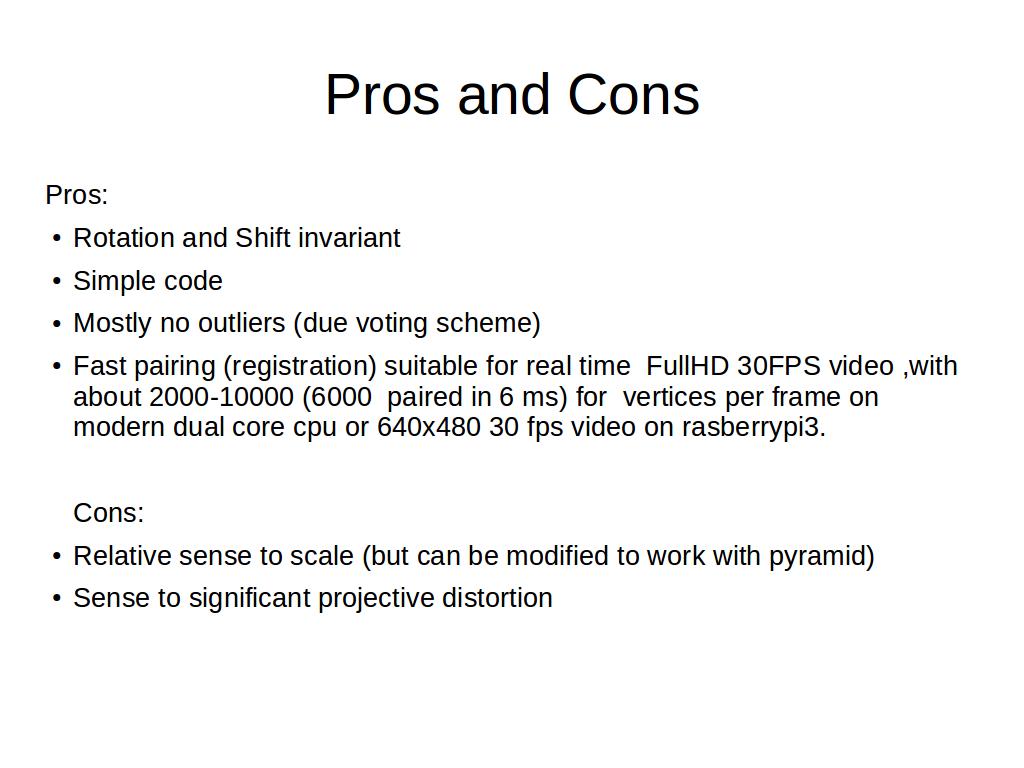 Pros and Cons
Pros:
• Rotation and Shift invariant
• Simple code
• Mostly no outliers (due voting scheme)
• Fast pairing (registration) suitable for real time  FullHD 30FPS video ,with
about 2000-10000 (6000  paired in 6 ms) for  vertices per frame on
modern dual core cpu or 640x480 30 fps video on rasberrypi3.
Cons:
• Relative sense to scale (but can be modified to work with pyramid)
• Sense to significant projective distortion